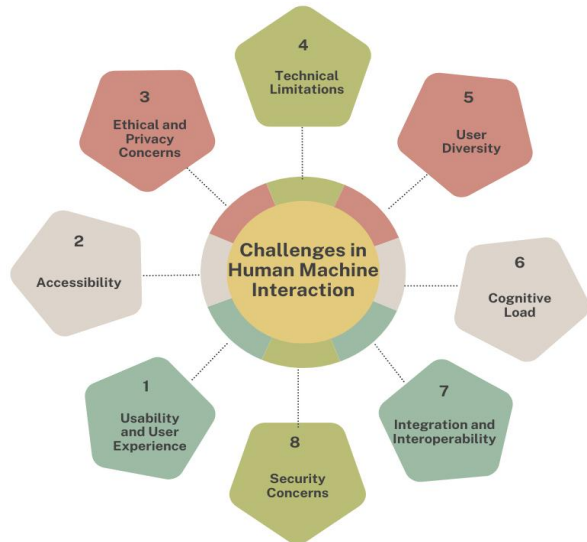 Challenges in
Human Machine
Interaction
1
Usability
and User
Experience
2
Accessibility
3
Ethical and
Privacy
Concerns
4
Technical
Limitations
5
User
Diversity
6
Cognitive
Load
7
Integration and
Interoperability
8
Security
Concerns